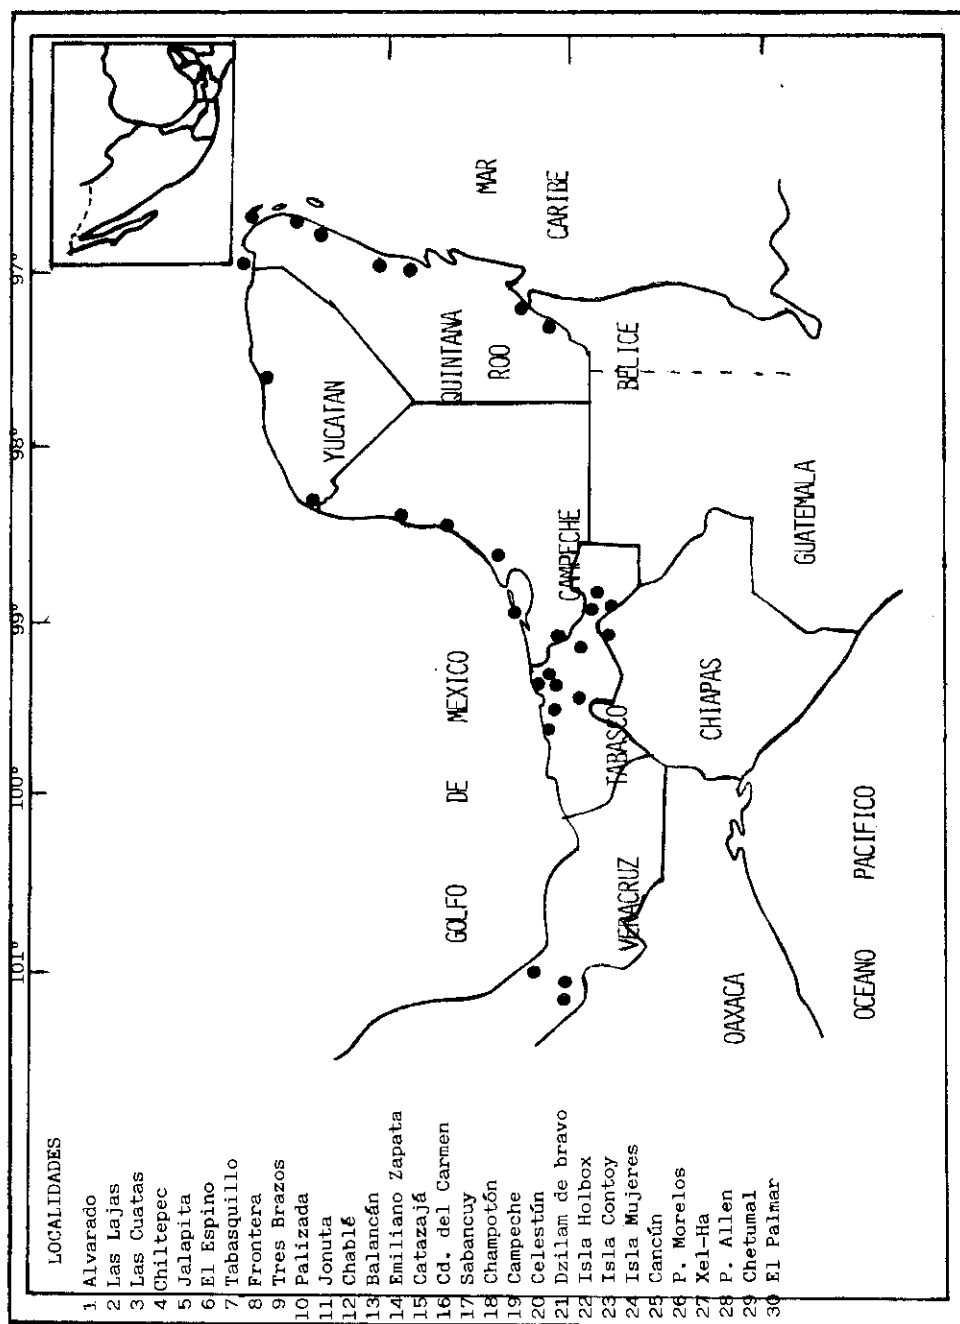 LOCALIDADES
1 Alvarado
2 Las Lajas
3 Las Cuatas
4 Chiltepec
5 Jalapita
6 El Espino
7 Tabasquillo
8 Frontera
9 Tres Brazos
10 Palizada
11 Jonuta
12 Chablé
13 Balancán
14 Emiliano Zapata
15 Catazajá
16 Cd. del Carmen
17 Sabancuy
18 Champotón
19 Campeche
20 Celestún
21 Dzilam de bravo
22 Isla Holbox
23 Isla Contoy
24 Isla Mujeres
25 Cancún
26 P. Morelos
27 Xel-Ha
28 P. Allen
29 Chetumal
30 El Palmar
101°
100°
99°
98°
97°
GOLFO DE MEXICO
YUCATAN
QUINTANA
ROO
MAR
CARIBE
CAMPECHE
BELICE
TABASCO
VERACRUZ
CHIAPAS
GUATEMALA
OAXACA
OCEANO PACIFICO